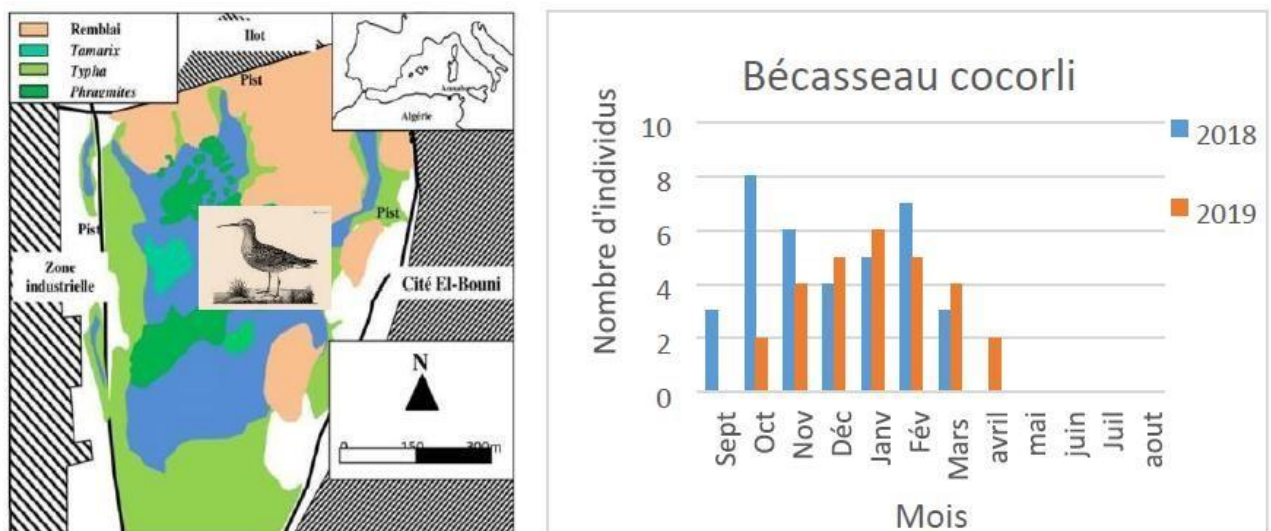 Remblai
Tamarix
Typha
Phragmites
Ilot
Pist
Annaba
Algérie
Pist
Pist
Zone
industrielle
Cité El-Bouni
N
0 150 300m
Bécasseau cocorli
Nombre d'individus
10
8
6
4
2
0
2018
2019
Sept Oct Nov Déc Janv Fév Mars avril mai juin Juil aout
Mois